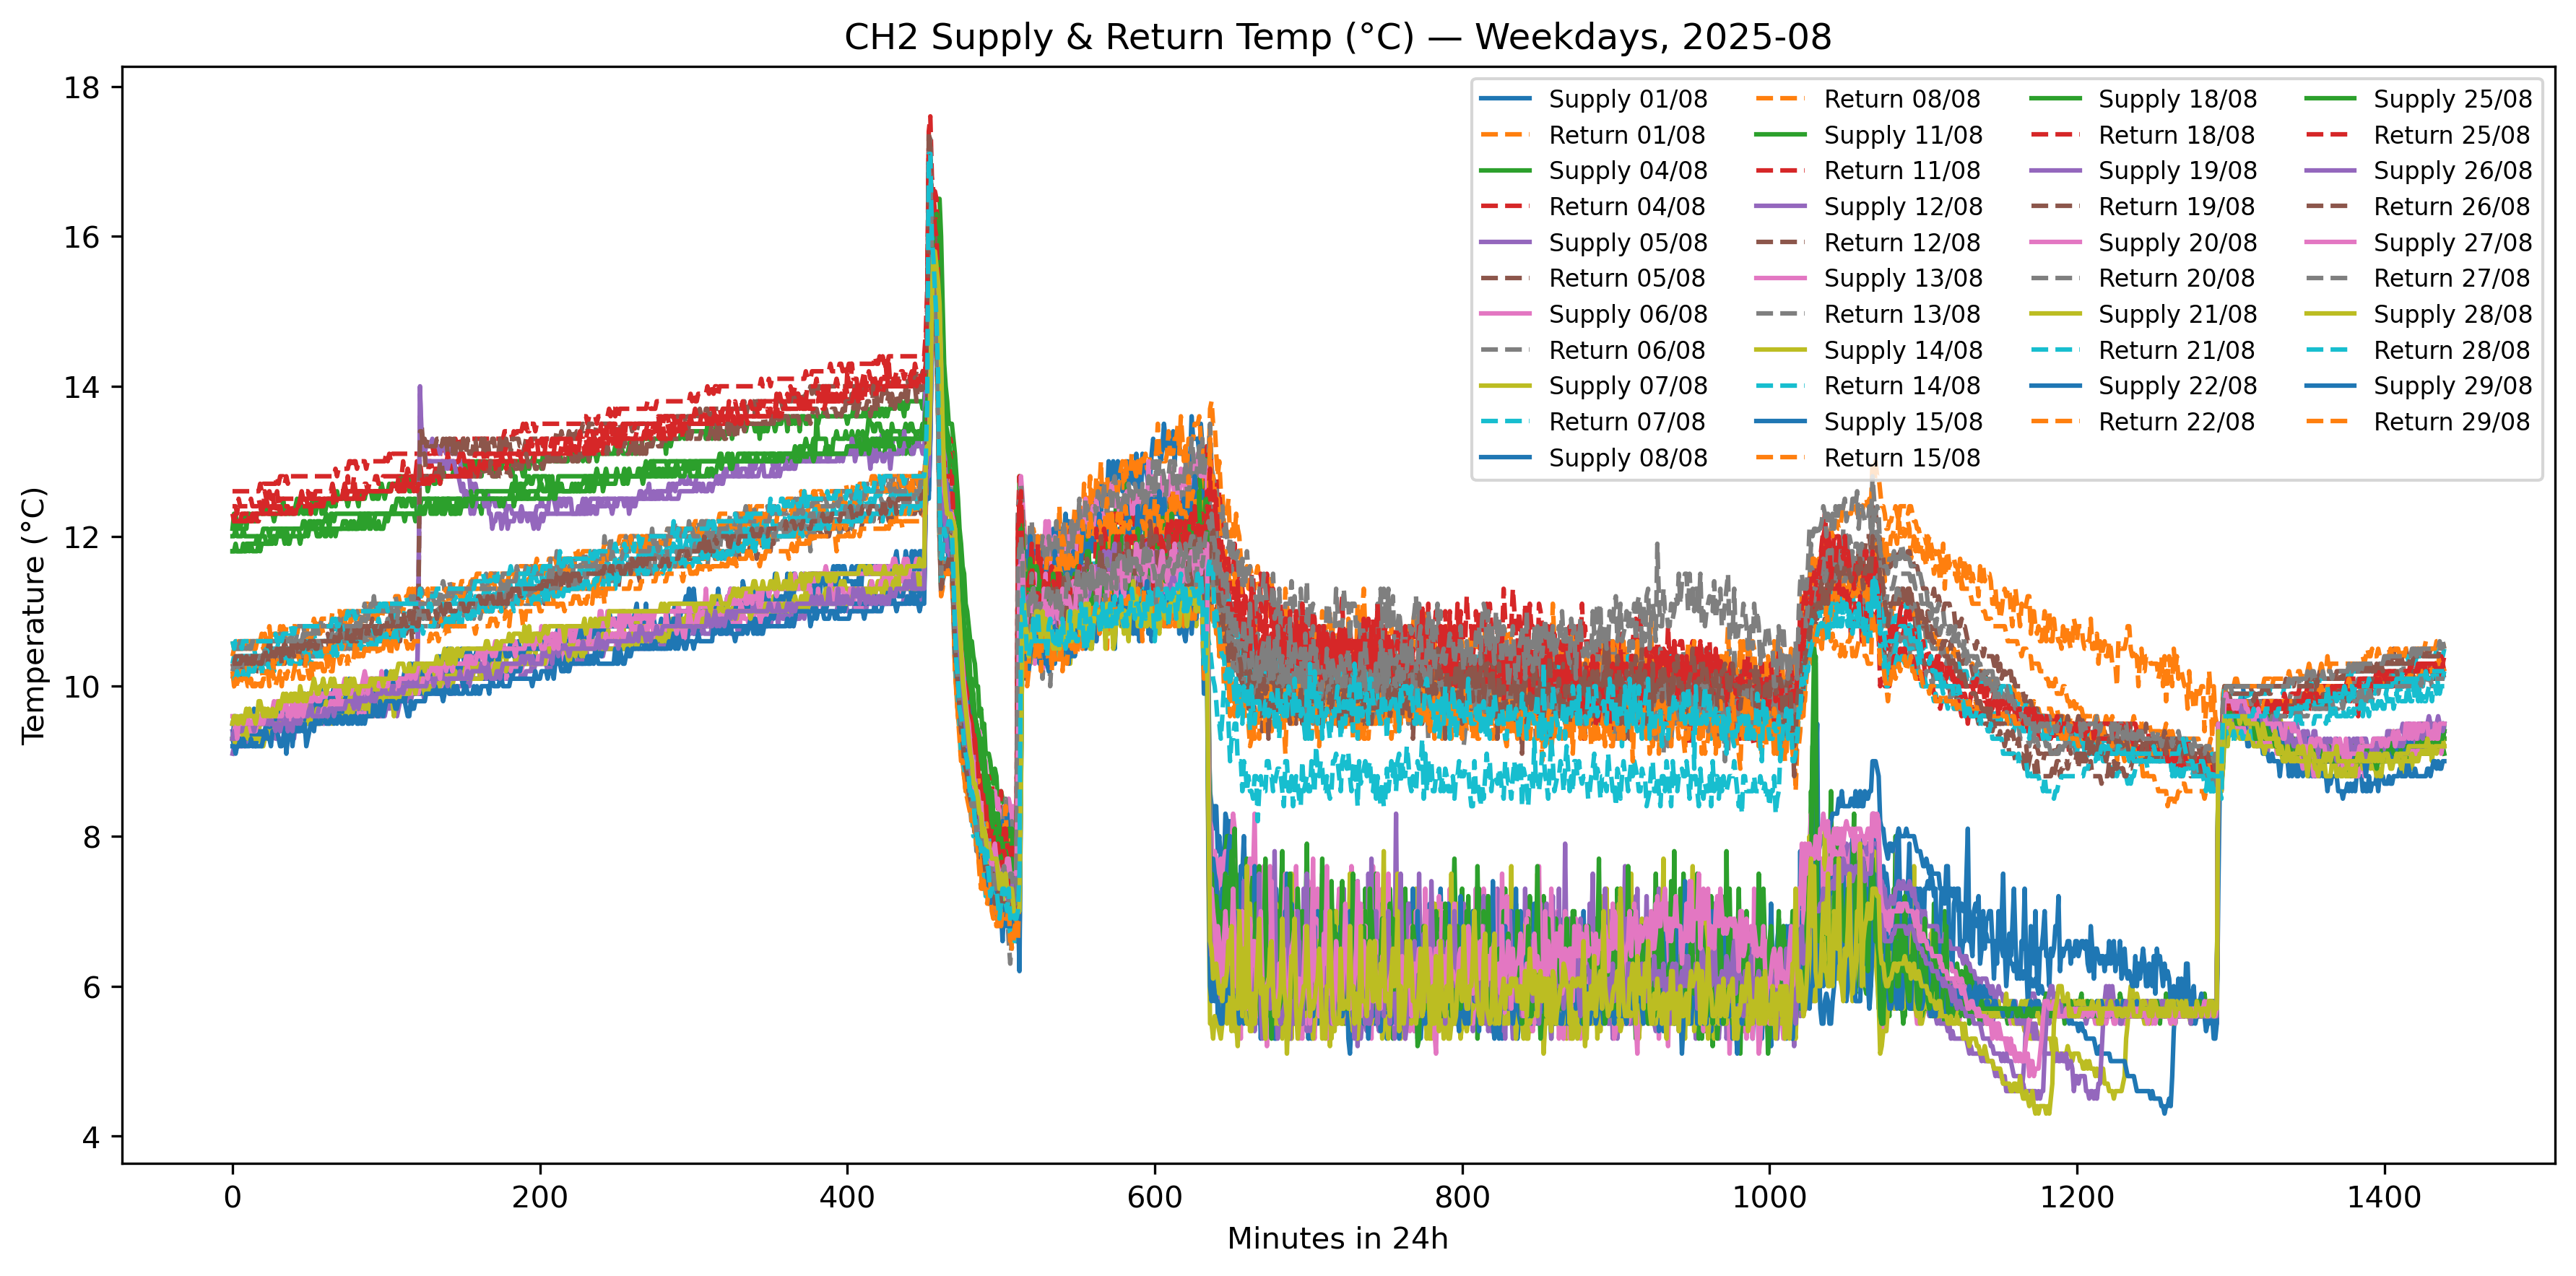 CH2 Supply & Return Temp (°C) — Weekdays, 2025-08
18
16
14
12
10
8
6
4
Temperature (°C)
Supply 01/08
Return 01/08
Supply 04/08
Return 04/08
Supply 05/08
Return 05/08
Supply 06/08
Return 06/08
Supply 07/08
Return 07/08
Supply 08/08
Return 08/08
Supply 11/08
Return 11/08
Supply 12/08
Return 12/08
Supply 13/08
Return 13/08
Supply 14/08
Return 14/08
Supply 15/08
Return 15/08
Supply 18/08
Return 18/08
Supply 19/08
Return 19/08
Supply 20/08
Return 20/08
Supply 21/08
Return 21/08
Supply 22/08
Return 22/08
Supply 25/08
Return 25/08
Supply 26/08
Return 26/08
Supply 27/08
Return 27/08
Supply 28/08
Return 28/08
Supply 29/08
Return 29/08
0 200 400 600 800 1000 1200 1400
Minutes in 24h